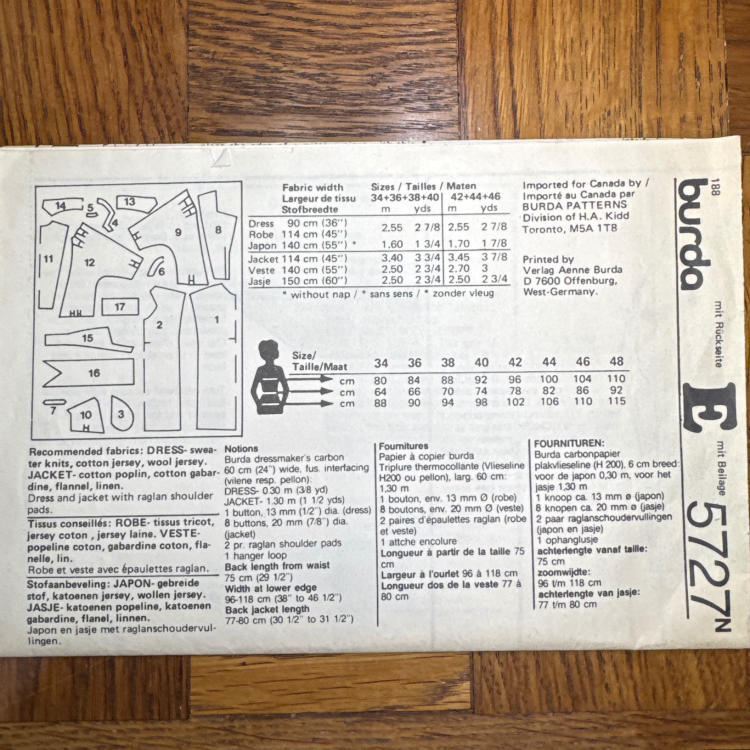 14
5
13
4
11
12
9
8
6
17
15
2
1
16
7
10
3
H
H
H
HH
H
Fabric width Sizes / Tailles / Maten
Largeur de tissu 34+36+38+40 42+44+46
Stofbreedte m yds m yds
Dress 90 cm (36")
Robe 114 cm (45") 2.55 2 7/8 2.55 2 7/8
Japon 140 cm (55") * 1.60 1 3/4 1.70 1 7/8
Jacket 114 cm (45") 3.40 3 3/4 3.45 3 7/8
Veste 140 cm (55") 2.50 2 3/4 2.70 3
Jasje 150 cm (60") 2.50 2 3/4 2.50 2 3/4
* without nap / * sans sens / * zonder vleug
Imported for Canada by /
Importé au Canada par
BURDA PATTERNS
Division of H.A. Kidd
Toronto, M5A 1T8
Printed by
Verlag Aenne Burda
D 7600 Offenburg,
West-Germany.
Size/
Taille/Maat 34 36 38 40 42 44 46 48
cm 80 84 88 92 96 100 104 110
cm 64 66 70 74 78 82 86 92
cm 88 90 94 98 102 106 110 115
Recommended fabrics: DRESS- swea-
ter knits, cotton jersey, wool jersey.
JACKET- cotton poplin, cotton gabar-
dine, flannel, linen.
Dress and jacket with raglan shoulder
pads.
Tissus conseillés: ROBE- tissus tricot,
jersey coton , jersey laine. VESTE-
popeline coton, gabardine coton, fla-
nelle, lin.
Robe et veste avec épaulettes raglan.
Stofaanbeveling: JAPON- gebreide
stof, katoenen jersey, wollen jersey.
JASJE- katoenen popeline, katoenen
gabardine, flanel, linnen.
Japon en jasje met raglanschoudervul-
lingen.
Notions
Burda dressmaker's carbon
60 cm (24") wide, fus. interfacing
(vilene resp. pellon):
DRESS- 0.30 m (3/8 yd)
JACKET- 1.30 m (1 1/2 yds)
1 button, 13 mm (1/2") dia. (dress)
8 buttons, 20 mm (7/8") dia.
(jacket)
2 pr. raglan shoulder pads
1 hanger loop
Back length from waist
75 cm (29 1/2")
Width at lower edge
96-118 cm (38" to 46 1/2")
Back jacket length
77-80 cm (30 1/2" to 31 1/2")
Fournitures
Papier à copier burda
Triplure thermocollante (Vlieseline
H200 ou pellon), larg. 60 cm:
1,30 m
1 bouton, env. 13 mm Ø (robe)
8 boutons, env. 20 mm Ø (veste)
2 paires d'épaulettes raglan (robe
et veste)
1 attche encolure
Longueur à partir de la taille 75
cm
Largeur à l'ourlet 96 à 118 cm
Longueur dos de la veste 77 à
80 cm
FOURNITUREN:
Burda carbonpapier
plakvlieseline (H 200), 6 cm breed:
voor de japon 0,30 m, voor het
jasje 1,30 m
1 knoop ca. 13 mm ø (japon)
8 knopen ca. 20 mm ø (jasje)
2 paar raglanschoudervullingen
(japon en jasje)
1 ophanglusje
achterlengte vanaf taille:
75 cm
zoomwijdte:
96 t/m 118 cm
achterlengte van jasje:
77 t/m 80 cm
188
burda
mit Rückseite
E
mit Beilage
5727N